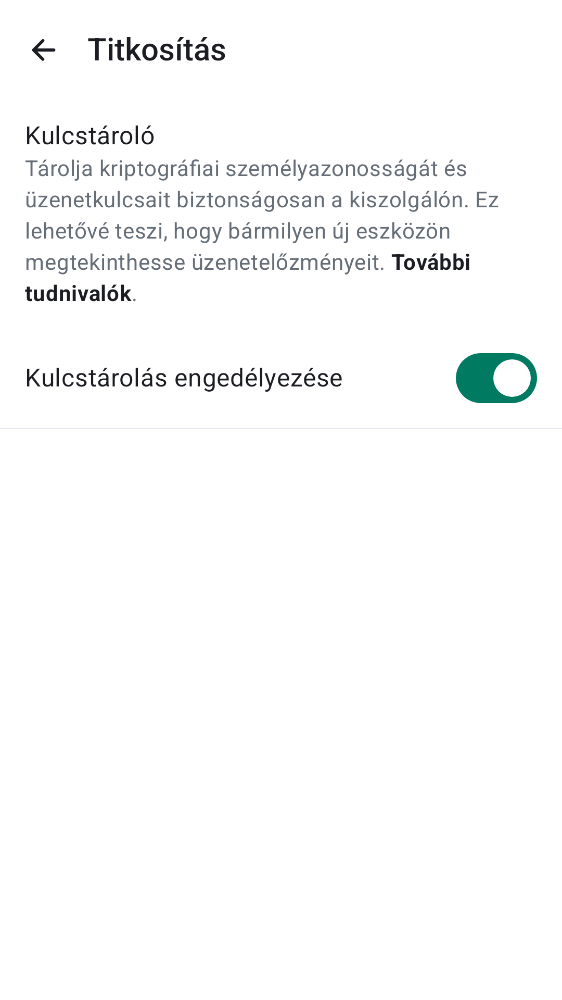 Titkosítás
Kulcstároló
Tárolja kriptográfiai személyazonosságát és
üzenetkulcsait biztonságosan a kiszolgálón. Ez
lehetővé teszi, hogy bármilyen új eszközön
megtekinthesse üzenetelőzményeit. További
tudnivalók.
Kulcstárolás engedélyezése